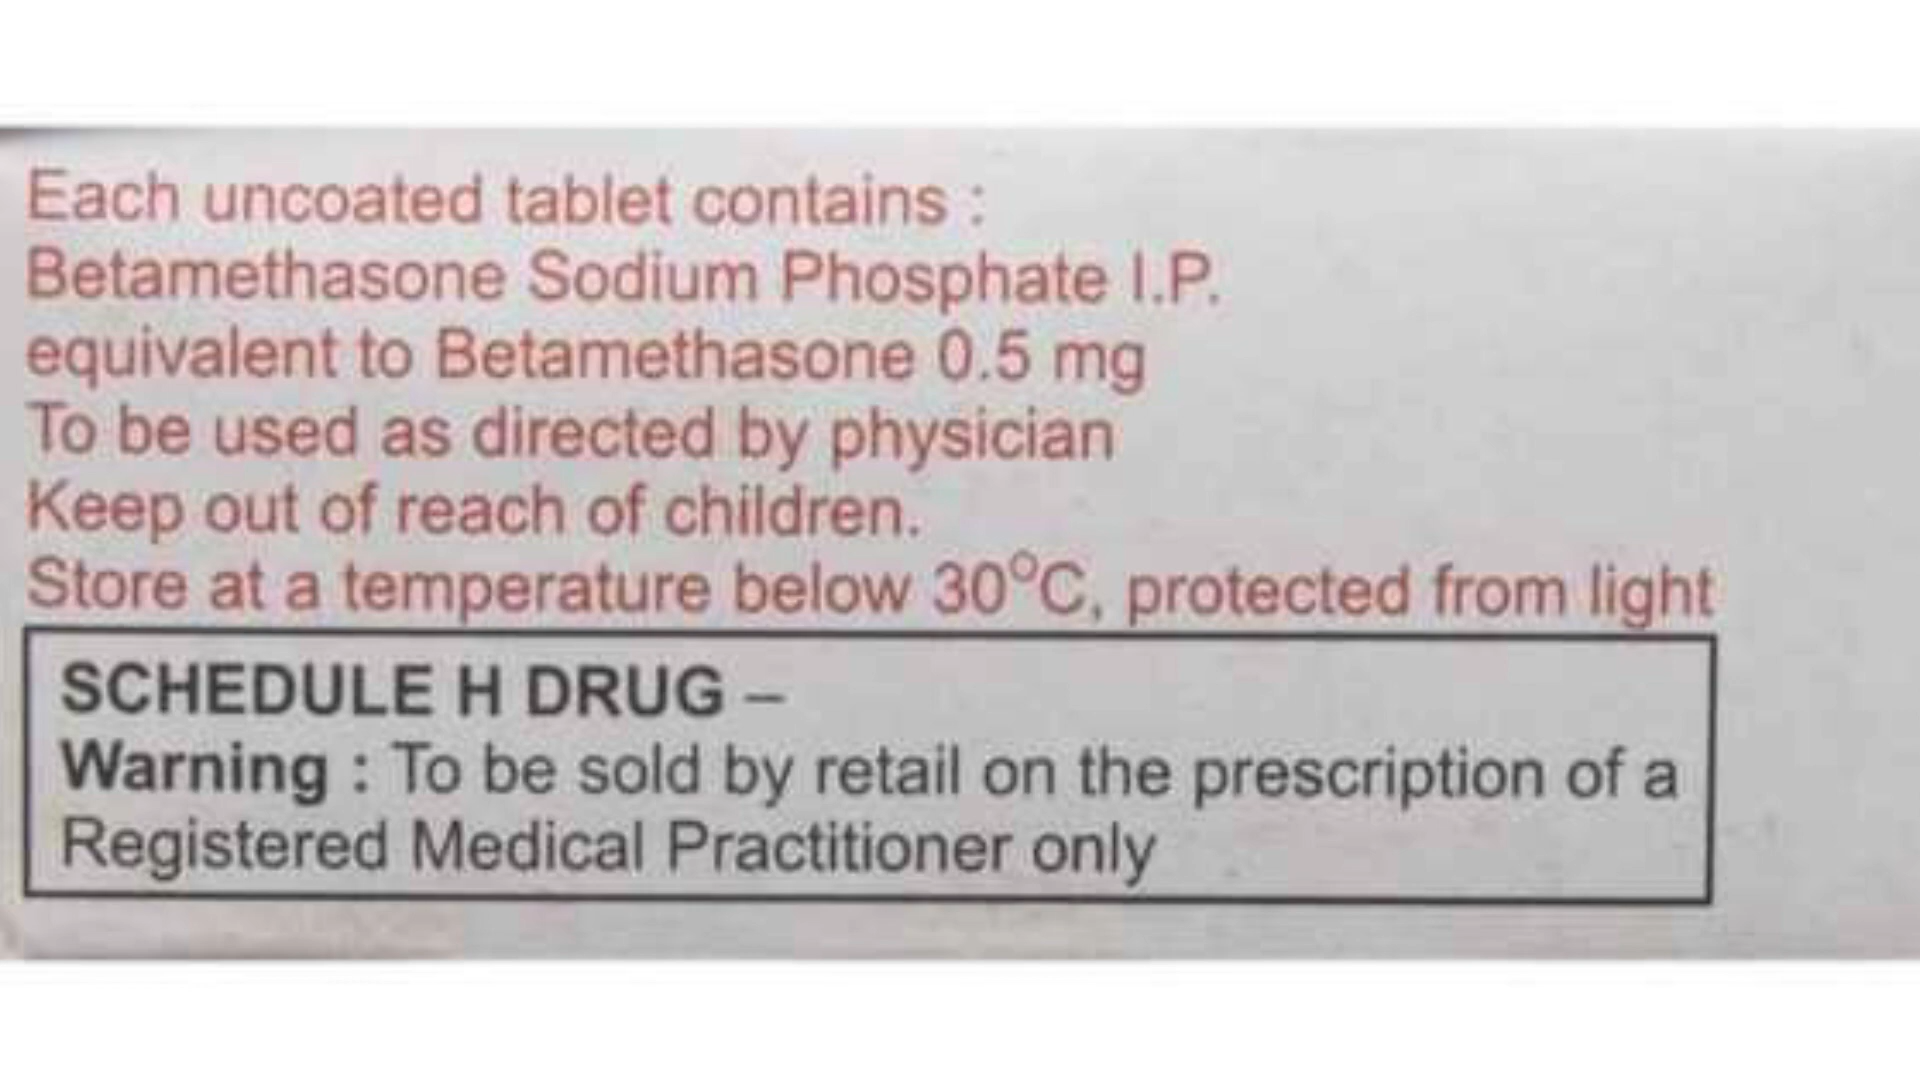 Each uncoated tablet contains :
Betamethasone Sodium Phosphate I.P.
equivalent to Betamethasone 0.5 mg
To be used as directed by physician
Keep out of reach of children.
Store at a temperature below 30°C, protected from light
SCHEDULE H DRUG –
Warning : To be sold by retail on the prescription of a
Registered Medical Practitioner only